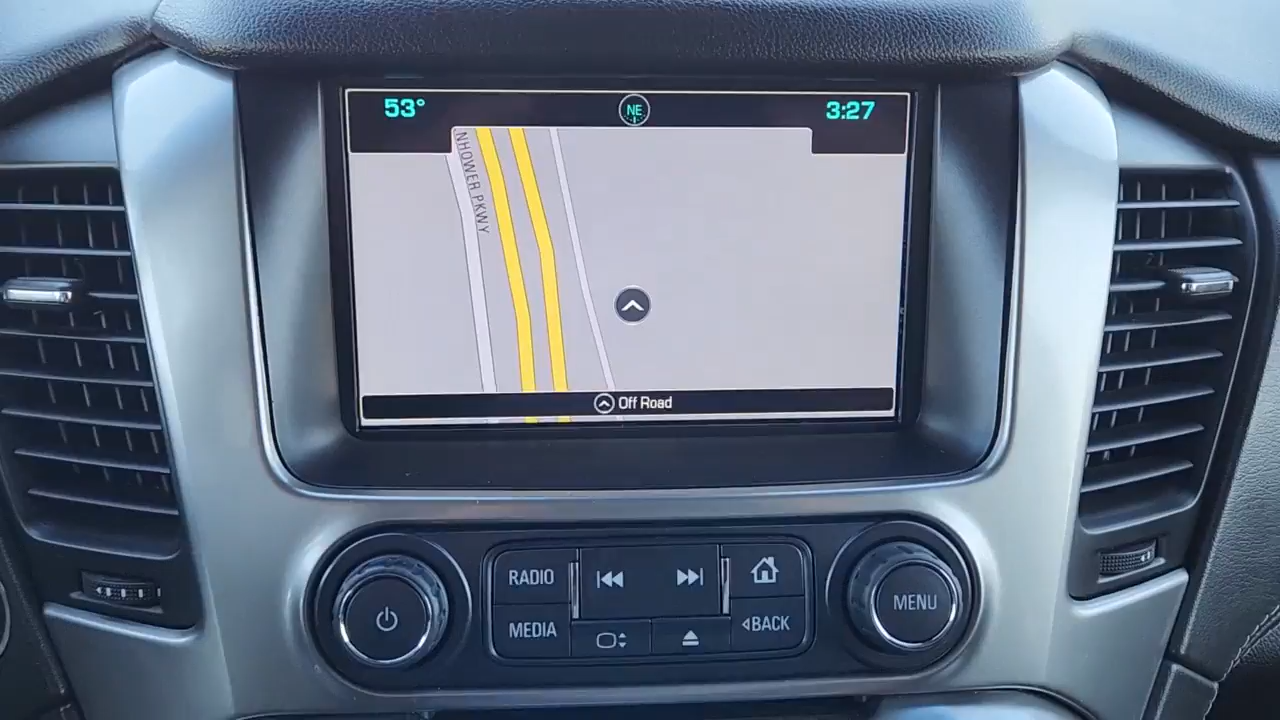 53°
NE
3:27
NHOWER PKWY
Off Road
RADIO
MEDIA
BACK
MENU